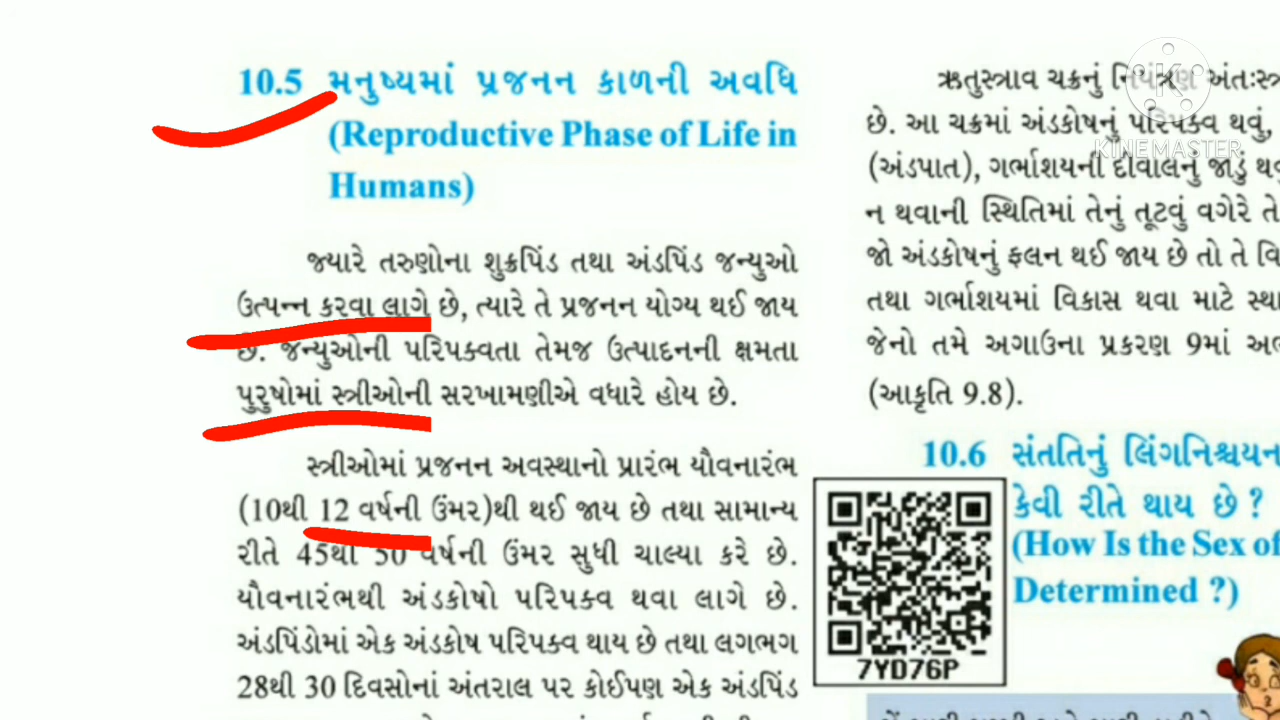 10.5 મનુષ્યમાં પ્રજનન કાળની અવધિ
(Reproductive Phase of Life in
Humans)
જ્યારે તરુણોના શુક્રપિંડ તથા અંડપિંડ જન્યુઓ
ઉત્પન્ન કરવા લાગે છે, ત્યારે તે પ્રજનન યોગ્ય થઈ જાય
છે. જન્યુઓની પરિપક્વતા તેમજ ઉત્પાદનની ક્ષમતા
પુરુષોમાં સ્ત્રીઓની સરખામણીએ વધારે હોય છે.
સ્ત્રીઓમાં પ્રજનન અવસ્થાનો પ્રારંભ યૌવનારંભ
(10થી 12 વર્ષની ઉંમર)થી થઈ જાય છે તથા સામાન્ય
રીતે 45થી 50 વર્ષની ઉંમર સુધી ચાલ્યા કરે છે.
યૌવનારંભથી અંડકોષો પરિપક્વ થવા લાગે છે.
અંડપિંડોમાં એક અંડકોષ પરિપક્વ થાય છે તથા લગભગ
28થી 30 દિવસોનાં અંતરાલ પર કોઈપણ એક અંડપિંડ
ઋતુસ્ત્રાવ ચક્રનું નિયંત્રણ
છે. આ ચક્રમાં અંડકોષનું પરિપક્વ થવું,
(અંડપાત), ગર્ભાશયની દીવાલનું જાડું
ન થવાની સ્થિતિમાં તેનું તૂટવું વગેરે
જો અંડકોષનું ફલન થઈ જાય છે તો તે
તથા ગર્ભાશયમાં વિકાસ થવા માટે
જેનો તમે અગાઉના પ્રકરણ 9માં
(આકૃતિ 9.8).
10.6 સંતતિનું લિંગનિશ્ચયન
કેવી રીતે થાય છે ?
(How Is the Sex of
Determined ?)
7YD76P
KINEMASTER